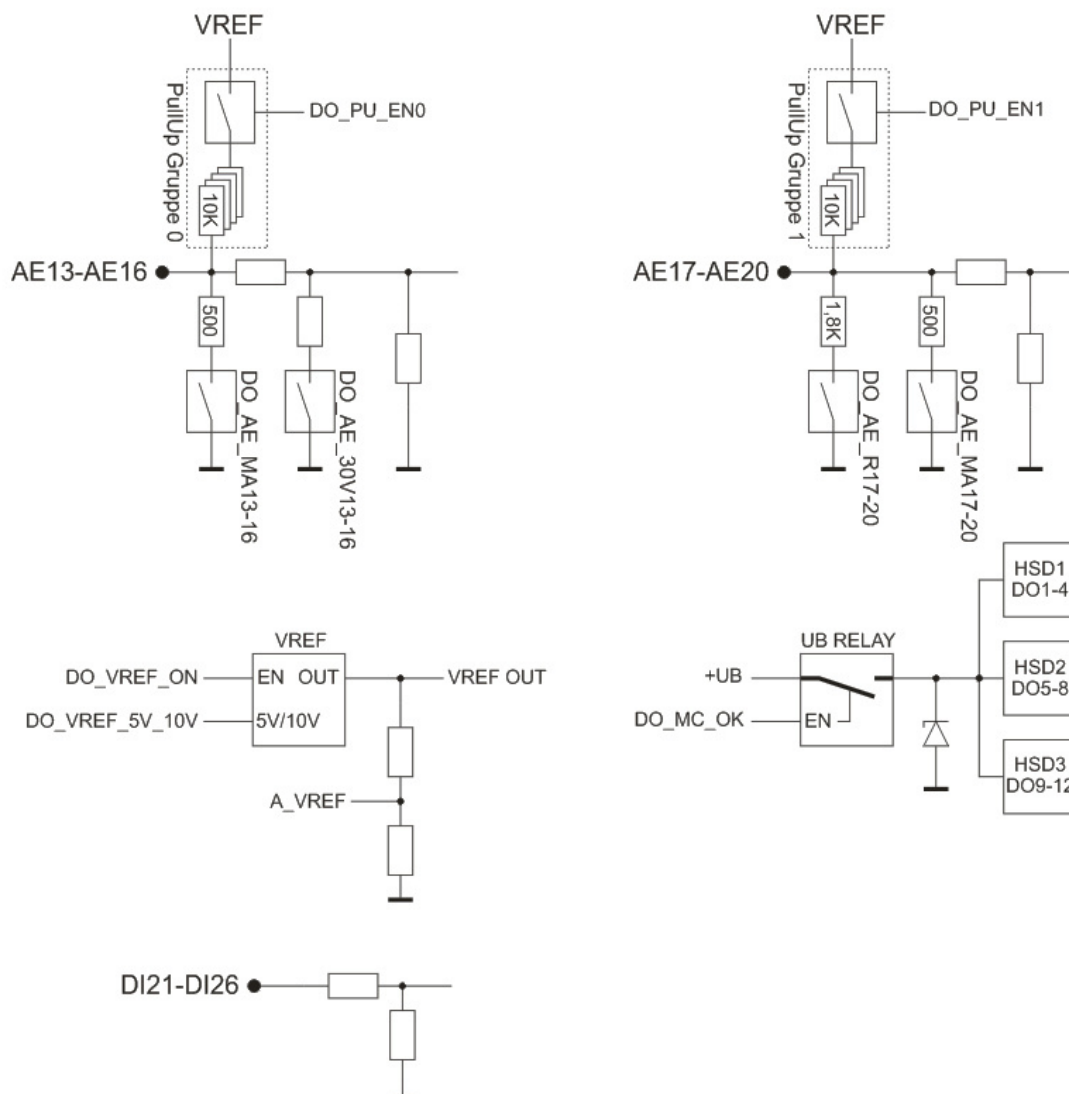 VREF
DO_PU_EN0
PullUp Gruppe 0
10K
AE13-AE16
500
DO_AE_MA13-16
DO_AE_30V13-16
VREF
DO_PU_EN1
PullUp Gruppe 1
10K
AE17-AE20
1,8K
500
DO_AE_R17-20
DO_AE_MA17-20
VREF
DO_VREF_ON
EN OUT
VREF OUT
DO_VREF_5V_10V
5V/10V
A_VREF
UB RELAY
+UB
DO_MC_OK
EN
HSD1
DO1-4
HSD2
DO5-8
HSD3
DO9-12
DI21-DI26